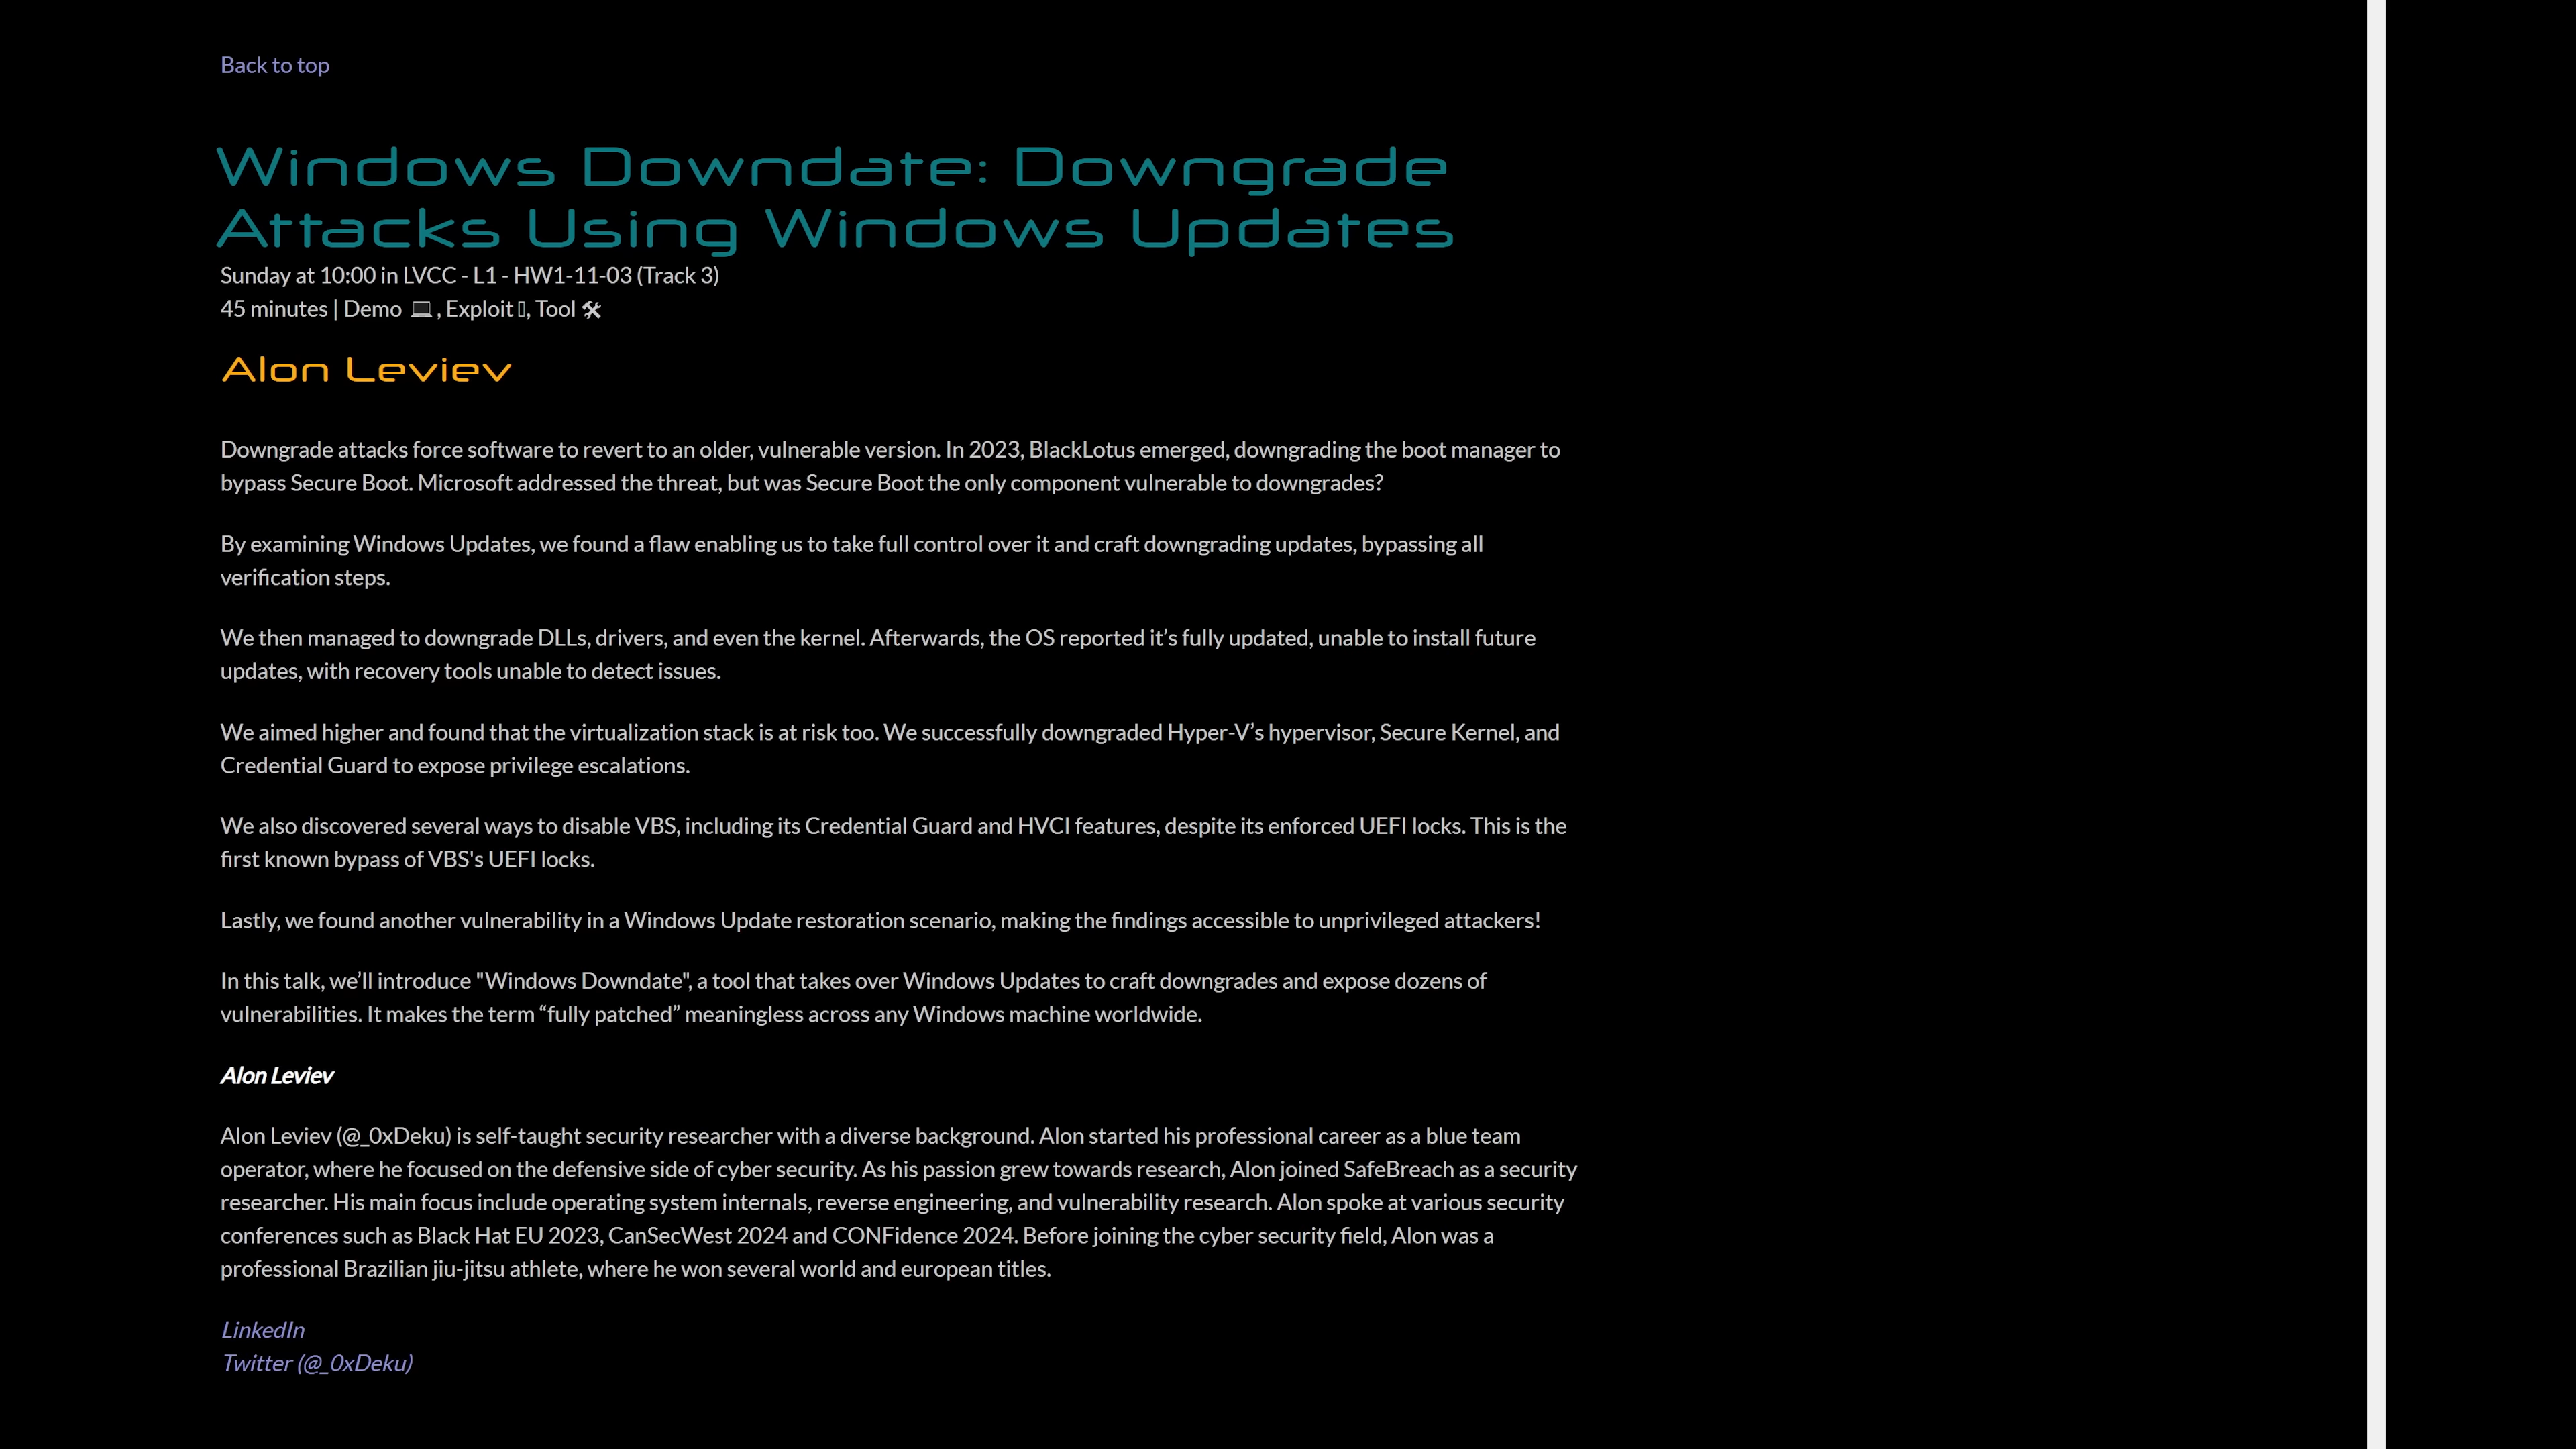 Back to top
Windows Downdate: Downgrade
Attacks Using Windows Updates
Sunday at 10:00 in LVCC - L1 - HW1-11-03 (Track 3)
45 minutes | Demo 💻 , Exploit ▯, Tool 🛠
Alon Leviev
Downgrade attacks force software to revert to an older, vulnerable version. In 2023, BlackLotus emerged, downgrading the boot manager to
bypass Secure Boot. Microsoft addressed the threat, but was Secure Boot the only component vulnerable to downgrades?
By examining Windows Updates, we found a flaw enabling us to take full control over it and craft downgrading updates, bypassing all
verification steps.
We then managed to downgrade DLLs, drivers, and even the kernel. Afterwards, the OS reported it’s fully updated, unable to install future
updates, with recovery tools unable to detect issues.
We aimed higher and found that the virtualization stack is at risk too. We successfully downgraded Hyper-V’s hypervisor, Secure Kernel, and
Credential Guard to expose privilege escalations.
We also discovered several ways to disable VBS, including its Credential Guard and HVCI features, despite its enforced UEFI locks. This is the
first known bypass of VBS's UEFI locks.
Lastly, we found another vulnerability in a Windows Update restoration scenario, making the findings accessible to unprivileged attackers!
In this talk, we’ll introduce "Windows Downdate", a tool that takes over Windows Updates to craft downgrades and expose dozens of
vulnerabilities. It makes the term “fully patched” meaningless across any Windows machine worldwide.
Alon Leviev
Alon Leviev (@_0xDeku) is self-taught security researcher with a diverse background. Alon started his professional career as a blue team
operator, where he focused on the defensive side of cyber security. As his passion grew towards research, Alon joined SafeBreach as a security
researcher. His main focus include operating system internals, reverse engineering, and vulnerability research. Alon spoke at various security
conferences such as Black Hat EU 2023, CanSecWest 2024 and CONFidence 2024. Before joining the cyber security field, Alon was a
professional Brazilian jiu-jitsu athlete, where he won several world and european titles.
LinkedIn
Twitter (@_0xDeku)